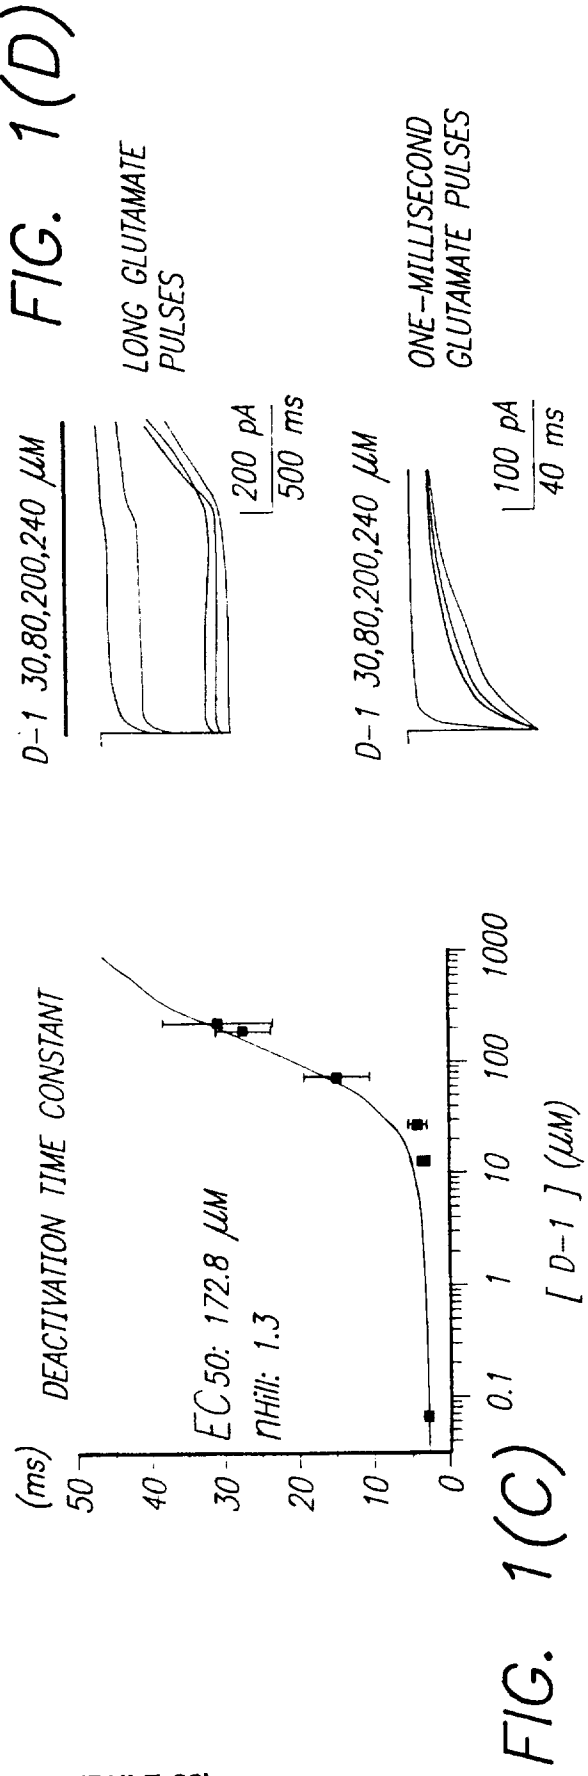 FIG. 1(C)
DEACTIVATION TIME CONSTANT
(ms)
50
40
30
20
10
0
EC50: 172.8 µM
nHill: 1.3
0.1
1
10
100
1000
[ D-1 ] (µM)
FIG. 1(D)
D-1 30,80,200,240 µM
LONG GLUTAMATE
PULSES
200 pA
500 ms
D-1 30,80,200,240 µM
ONE-MILLISECOND
GLUTAMATE PULSES
100 pA
40 ms